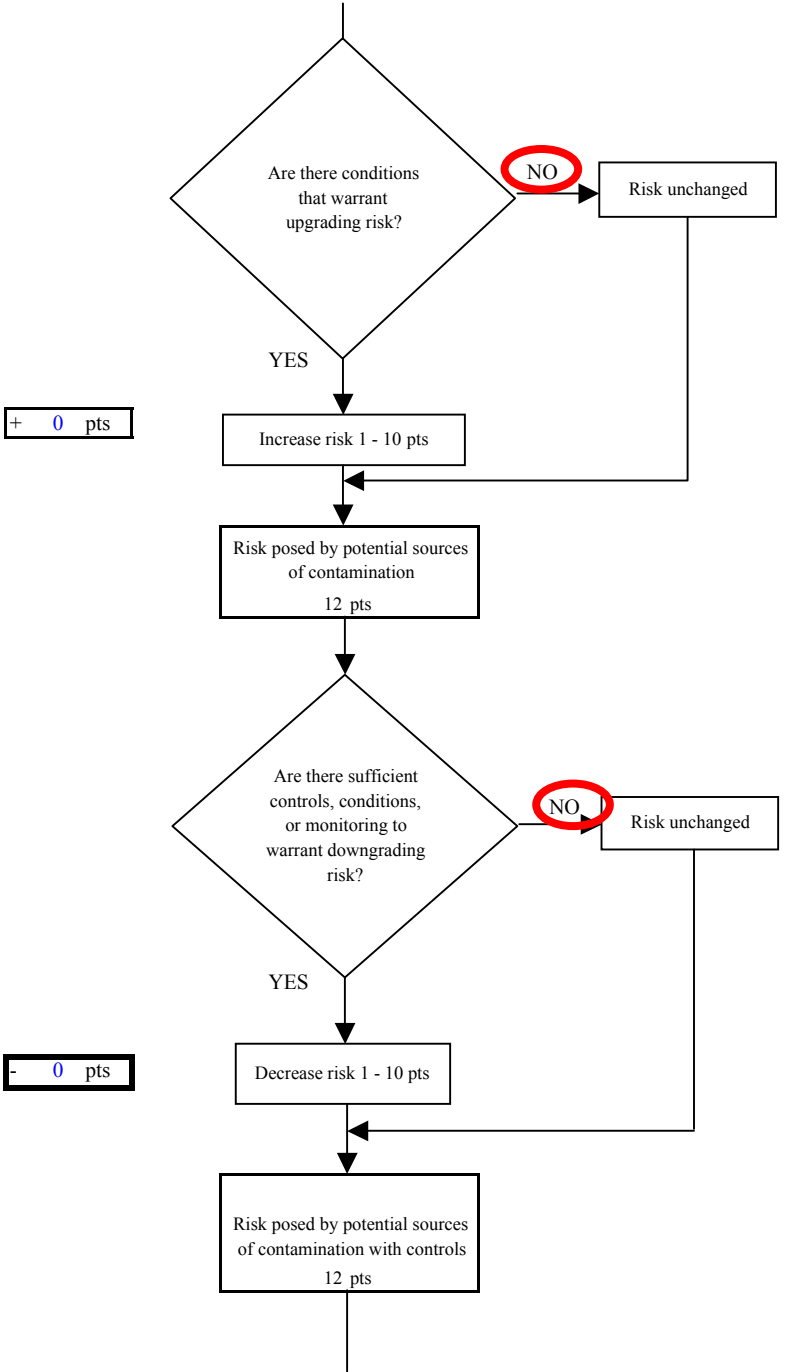 Are there conditions
that warrant
upgrading risk?
NO
Risk unchanged
YES
+ 0 pts
Increase risk 1 - 10 pts
Risk posed by potential sources
of contamination
12 pts
Are there sufficient
controls, conditions,
or monitoring to
warrant downgrading
risk?
NO
Risk unchanged
YES
- 0 pts
Decrease risk 1 - 10 pts
Risk posed by potential sources
of contamination with controls
12 pts